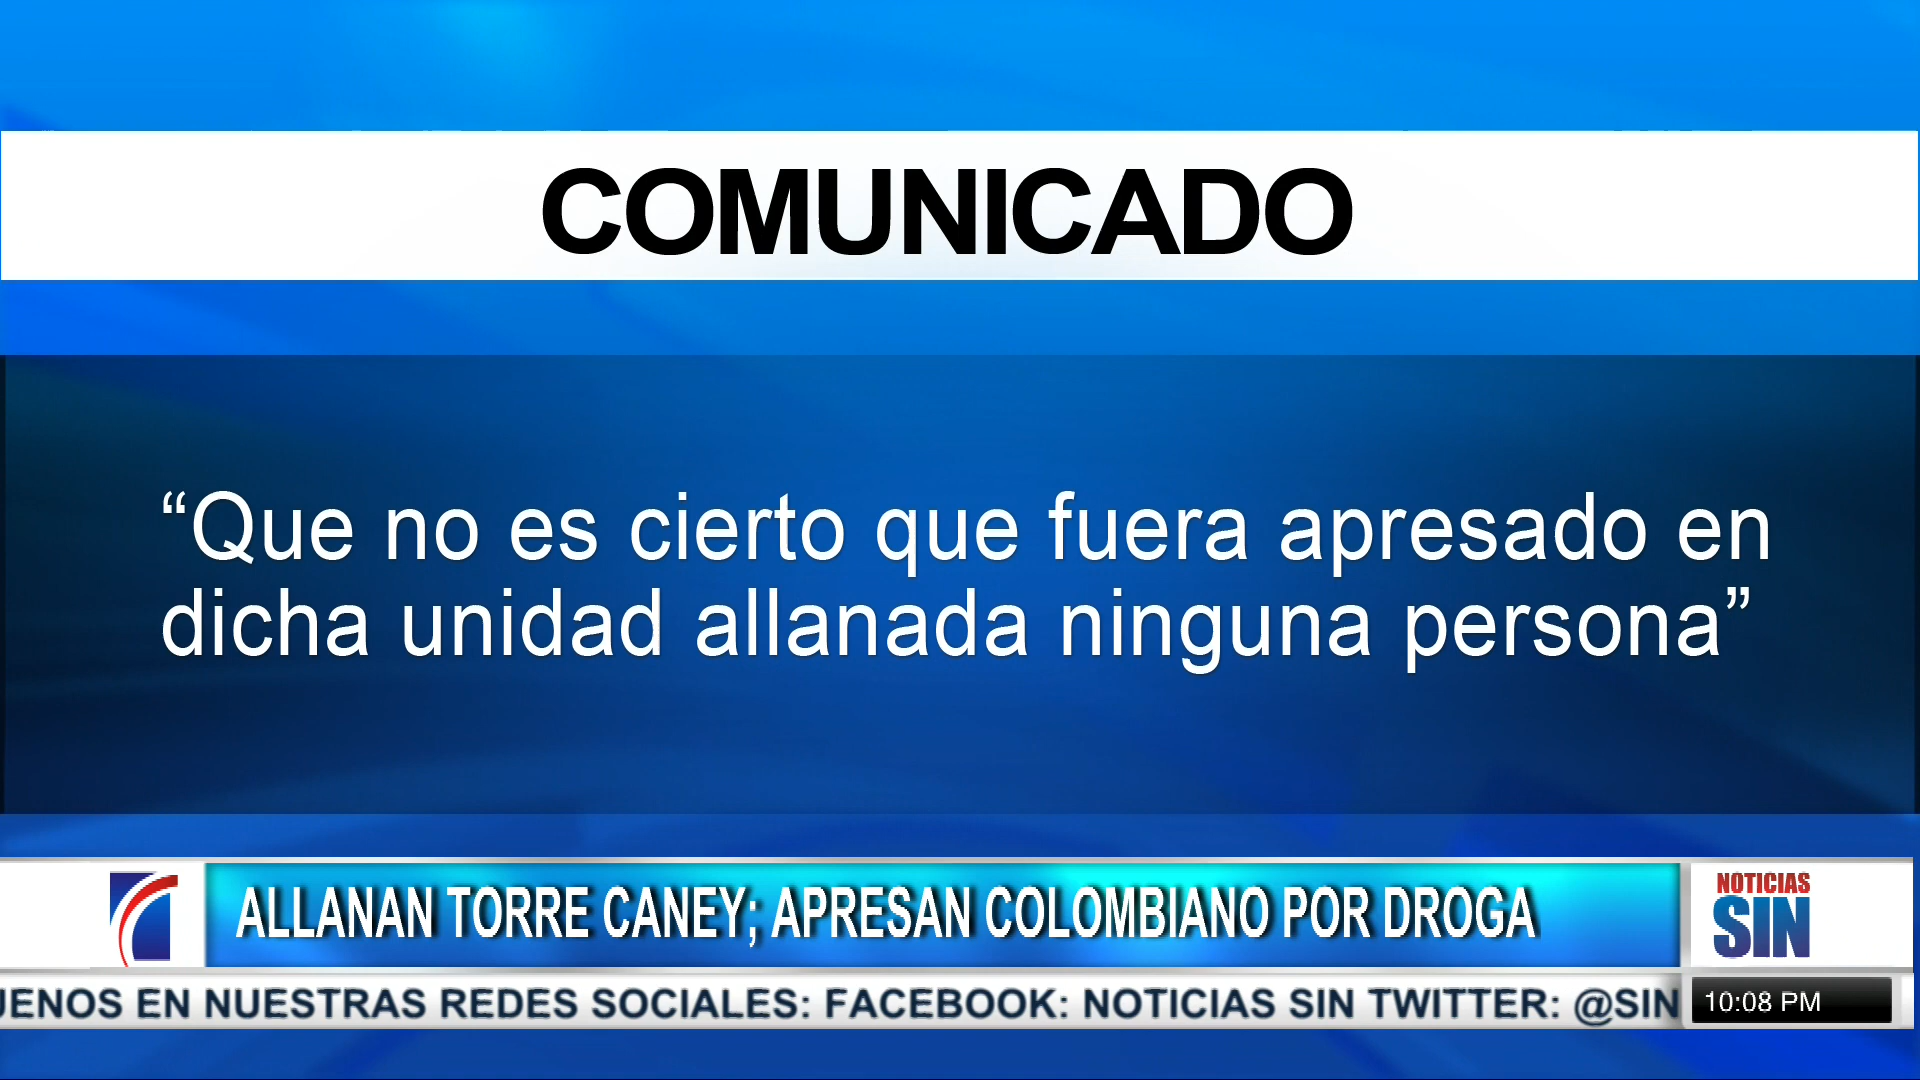 COMUNICADO
“Que no es cierto que fuera apresado en
dicha unidad allanada ninguna persona”
ALLANAN TORRE CANEY; APRESAN COLOMBIANO POR DROGA
NOTICIAS
SIN
UENOS EN NUESTRAS REDES SOCIALES: FACEBOOK: NOTICIAS SIN TWITTER: @SIN
10:08 PM